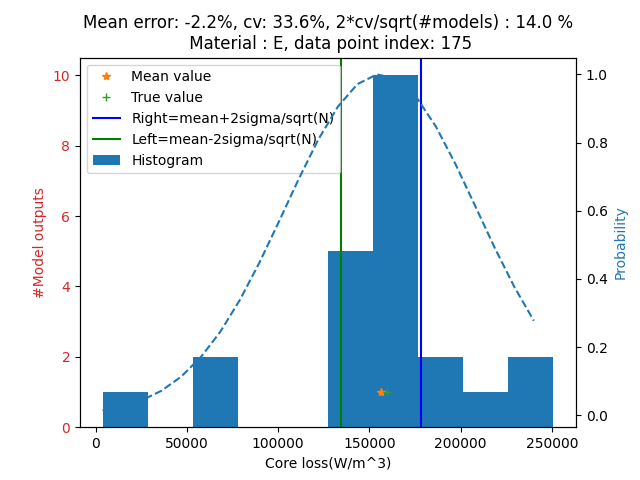 Mean error: -2.2%, cv: 33.6%, 2*cv/sqrt(#models) : 14.0 %
Material : E, data point index: 175
Mean value
True value
Right=mean+2sigma/sqrt(N)
Left=mean-2sigma/sqrt(N)
Histogram
#Model outputs
10
8
6
4
2
0
Probability
1.0
0.8
0.6
0.4
0.2
0.0
0 50000 100000 150000 200000 250000
Core loss(W/m^3)